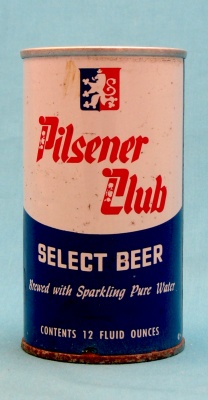 Pilsener
Club
SELECT BEER
Brewed with Sparkling Pure Water
CONTENTS 12 FLUID OUNCES